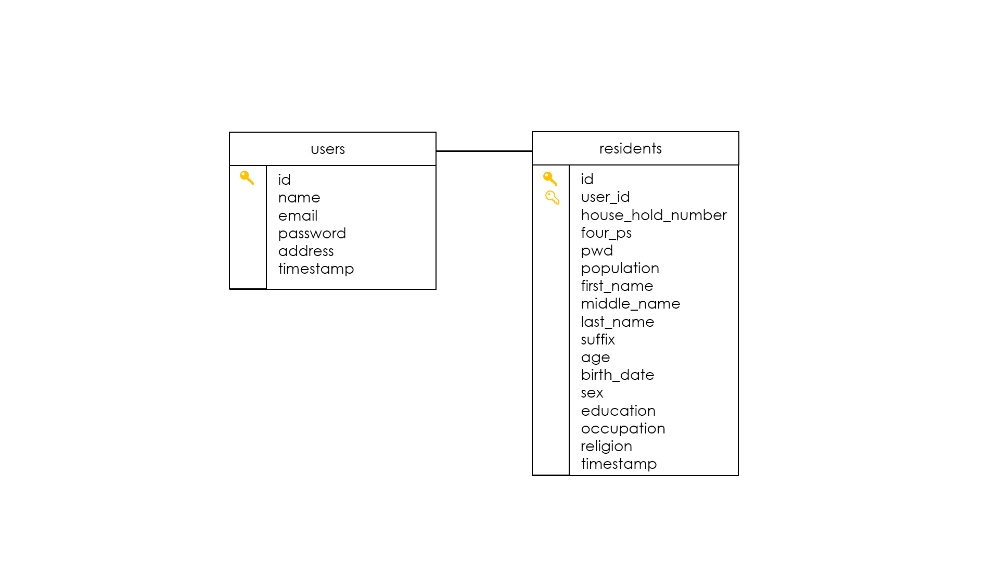 users
id
name
email
password
address
timestamp
residents
id
user_id
house_hold_number
four_ps
pwd
population
first_name
middle_name
last_name
suffix
age
birth_date
sex
education
occupation
religion
timestamp